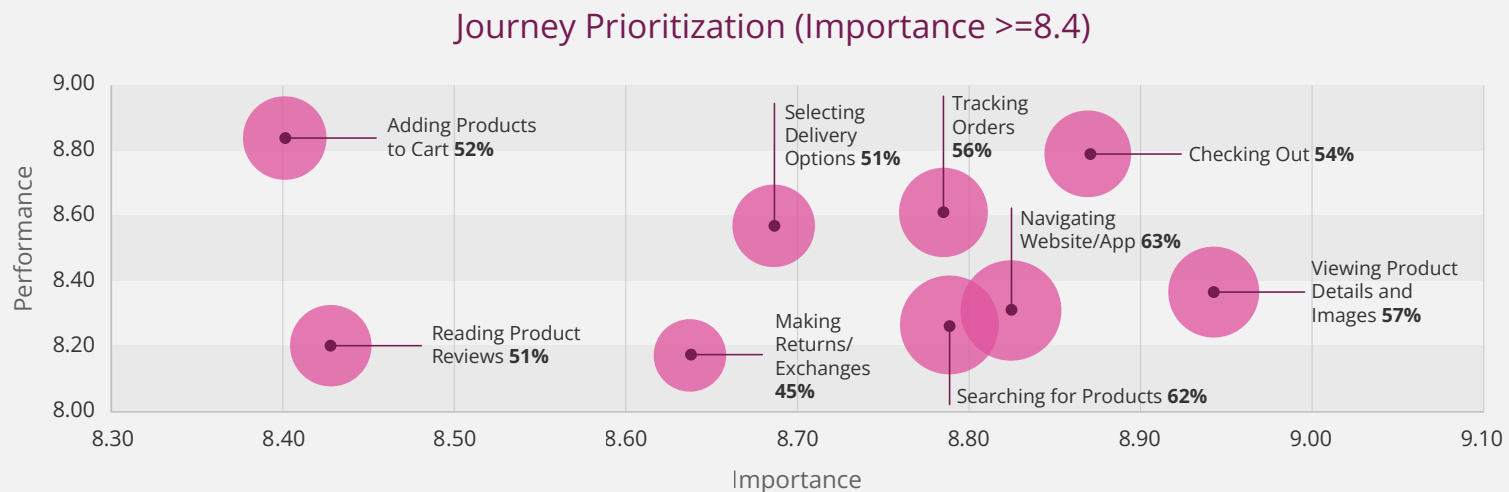 Journey Prioritization (Importance >=8.4)
Performance
9.00
8.80
8.60
8.40
8.20
8.00
Adding Products
to Cart 52%
Selecting
Delivery
Options 51%
Tracking
Orders
56%
Checking Out 54%
Navigating
Website/App 63%
Viewing Product
Details and
Images 57%
Reading Product
Reviews 51%
Making
Returns/
Exchanges
45%
Searching for Products 62%
8.30
8.40
8.50
8.60
8.70
8.80
8.90
9.00
9.10
Importance